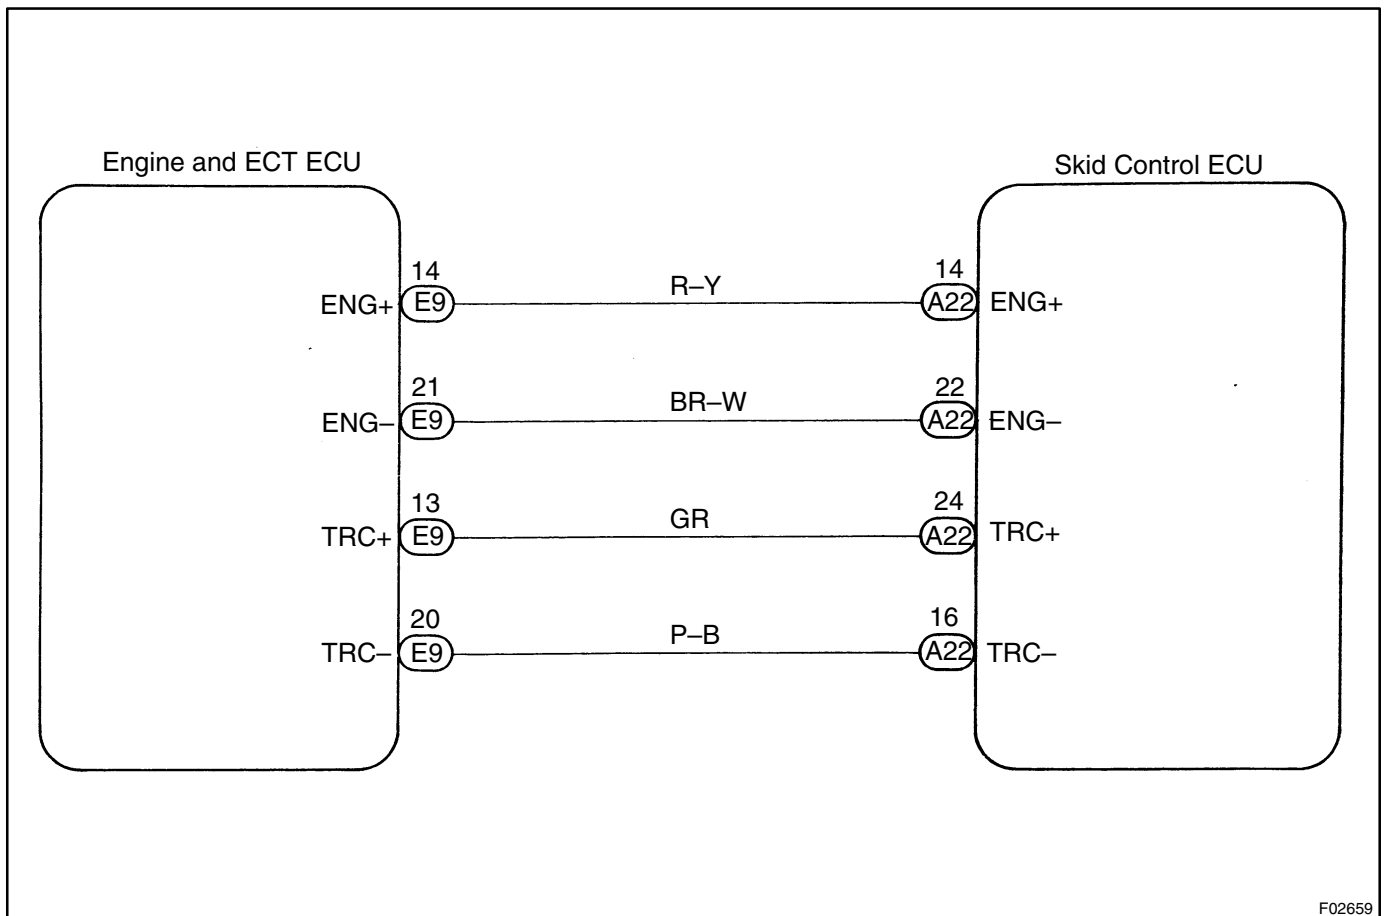 Engine and ECT ECU
Skid Control ECU
14
14
R–Y
ENG+
E9
A22
ENG+
21
22
BR–W
ENG–
E9
A22
ENG–
13
24
GR
TRC+
E9
A22
TRC+
20
16
P–B
TRC–
E9
A22
TRC–
F02659